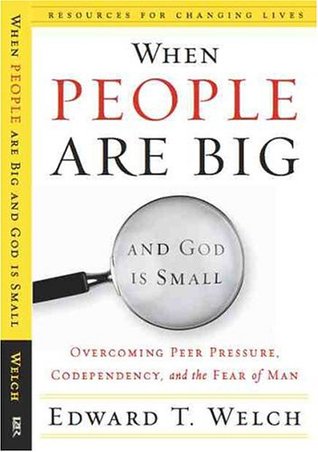 RESOURCES FOR CHANGING LIVES
WHEN
PEOPLE
ARE BIG
AND GOD
IS SMALL
OVERCOMING PEER PRESSURE,
CODEPENDENCY, and the FEAR of MAN
EDWARD T. WELCH
WHEN PEOPLE ARE BIG AND GOD IS SMALL
WELCH
P&R